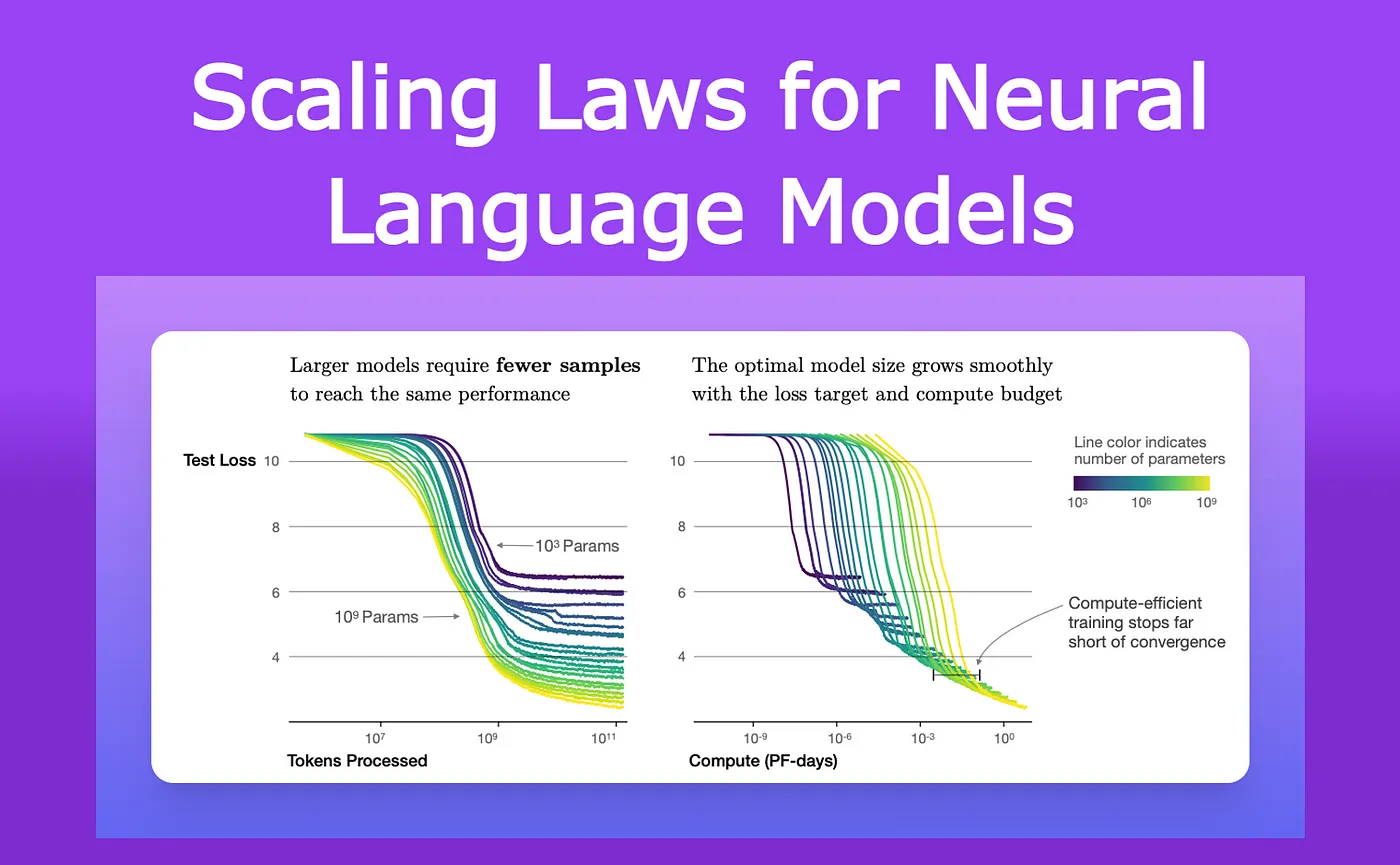 Scaling Laws for Neural
Language Models
Larger models require fewer samples
to reach the same performance
Test Loss
10
8
6
4
10³ Params
10⁹ Params
10⁷
10⁹
10¹¹
Tokens Processed
The optimal model size grows smoothly
with the loss target and compute budget
10
8
6
4
10⁻⁹
10⁻⁶
10⁻³
10⁰
Compute (PF-days)
Line color indicates
number of parameters
10³
10⁶
10⁹
Compute-efficient
training stops far
short of convergence